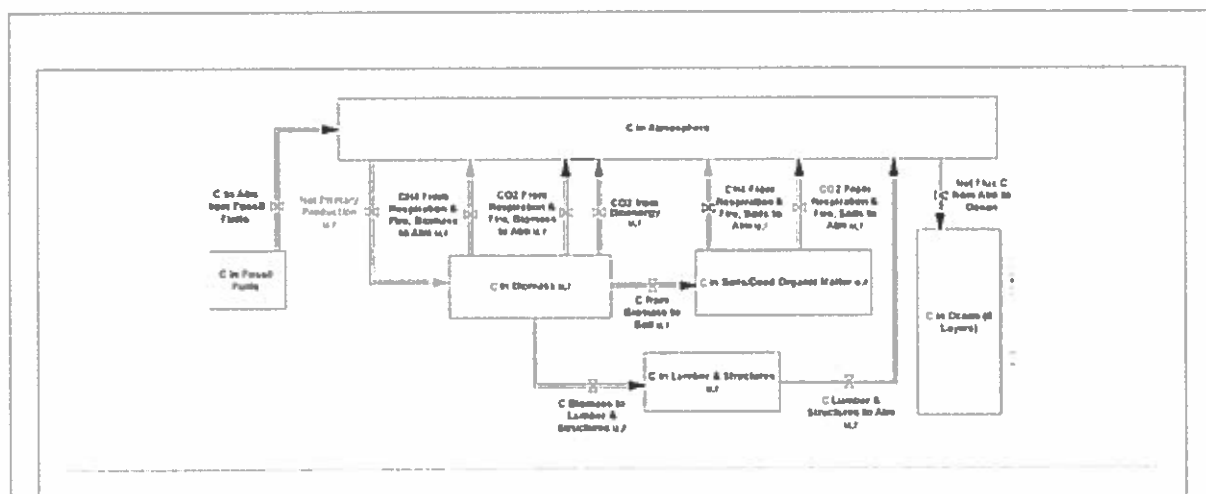 C in Atmosphere
C to Atm
from Fossil
Fuels
Net Primary
Production
u,r
CH4 From
Respiration &
Fire, Biomass
to Atm u,r
CO2 From
Respiration &
Fire, Biomass
to Atm u,r
CO2 from
Bioenergy
u,r
CH4 From
Respiration &
Fire, Soils to
Atm u,r
CO2 From
Respiration &
Fire, Soils to
Atm u,r
Net Flux C
from Atm to
Ocean
C in Fossil
Fuels
C in Biomass u,r
C from
Biomass to
Soil u,r
C in Soils/Dead Organic Matter u,r
C in Ocean (4
Layers)
C in Lumber & Structures
u,r
C Biomass to
Lumber &
Structures u,r
C Lumber &
Structures to Atm
u,r